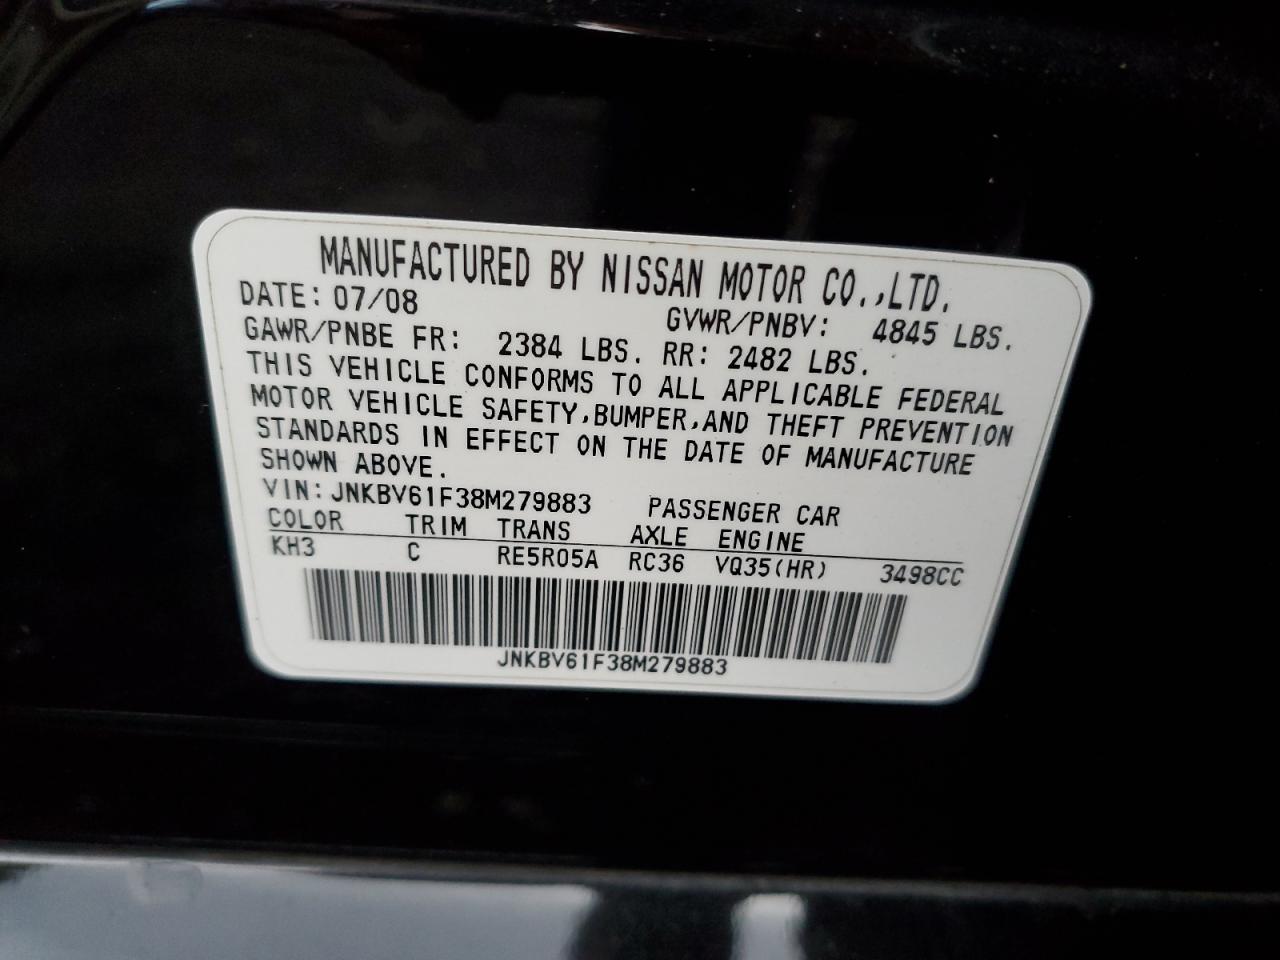 MANUFACTURED BY NISSAN MOTOR CO.,LTD.
DATE: 07/08 GVWR/PNBV: 4845 LBS.
GAWR/PNBE FR: 2384 LBS. RR: 2482 LBS.
THIS VEHICLE CONFORMS TO ALL APPLICABLE FEDERAL
MOTOR VEHICLE SAFETY,BUMPER,AND THEFT PREVENTION
STANDARDS IN EFFECT ON THE DATE OF MANUFACTURE
SHOWN ABOVE.
VIN: JNKBV61F38M279883 PASSENGER CAR
COLOR TRIM TRANS AXLE ENGINE
KH3 C RE5R05A RC36 VQ35(HR) 3498CC
JNKBV61F38M279883